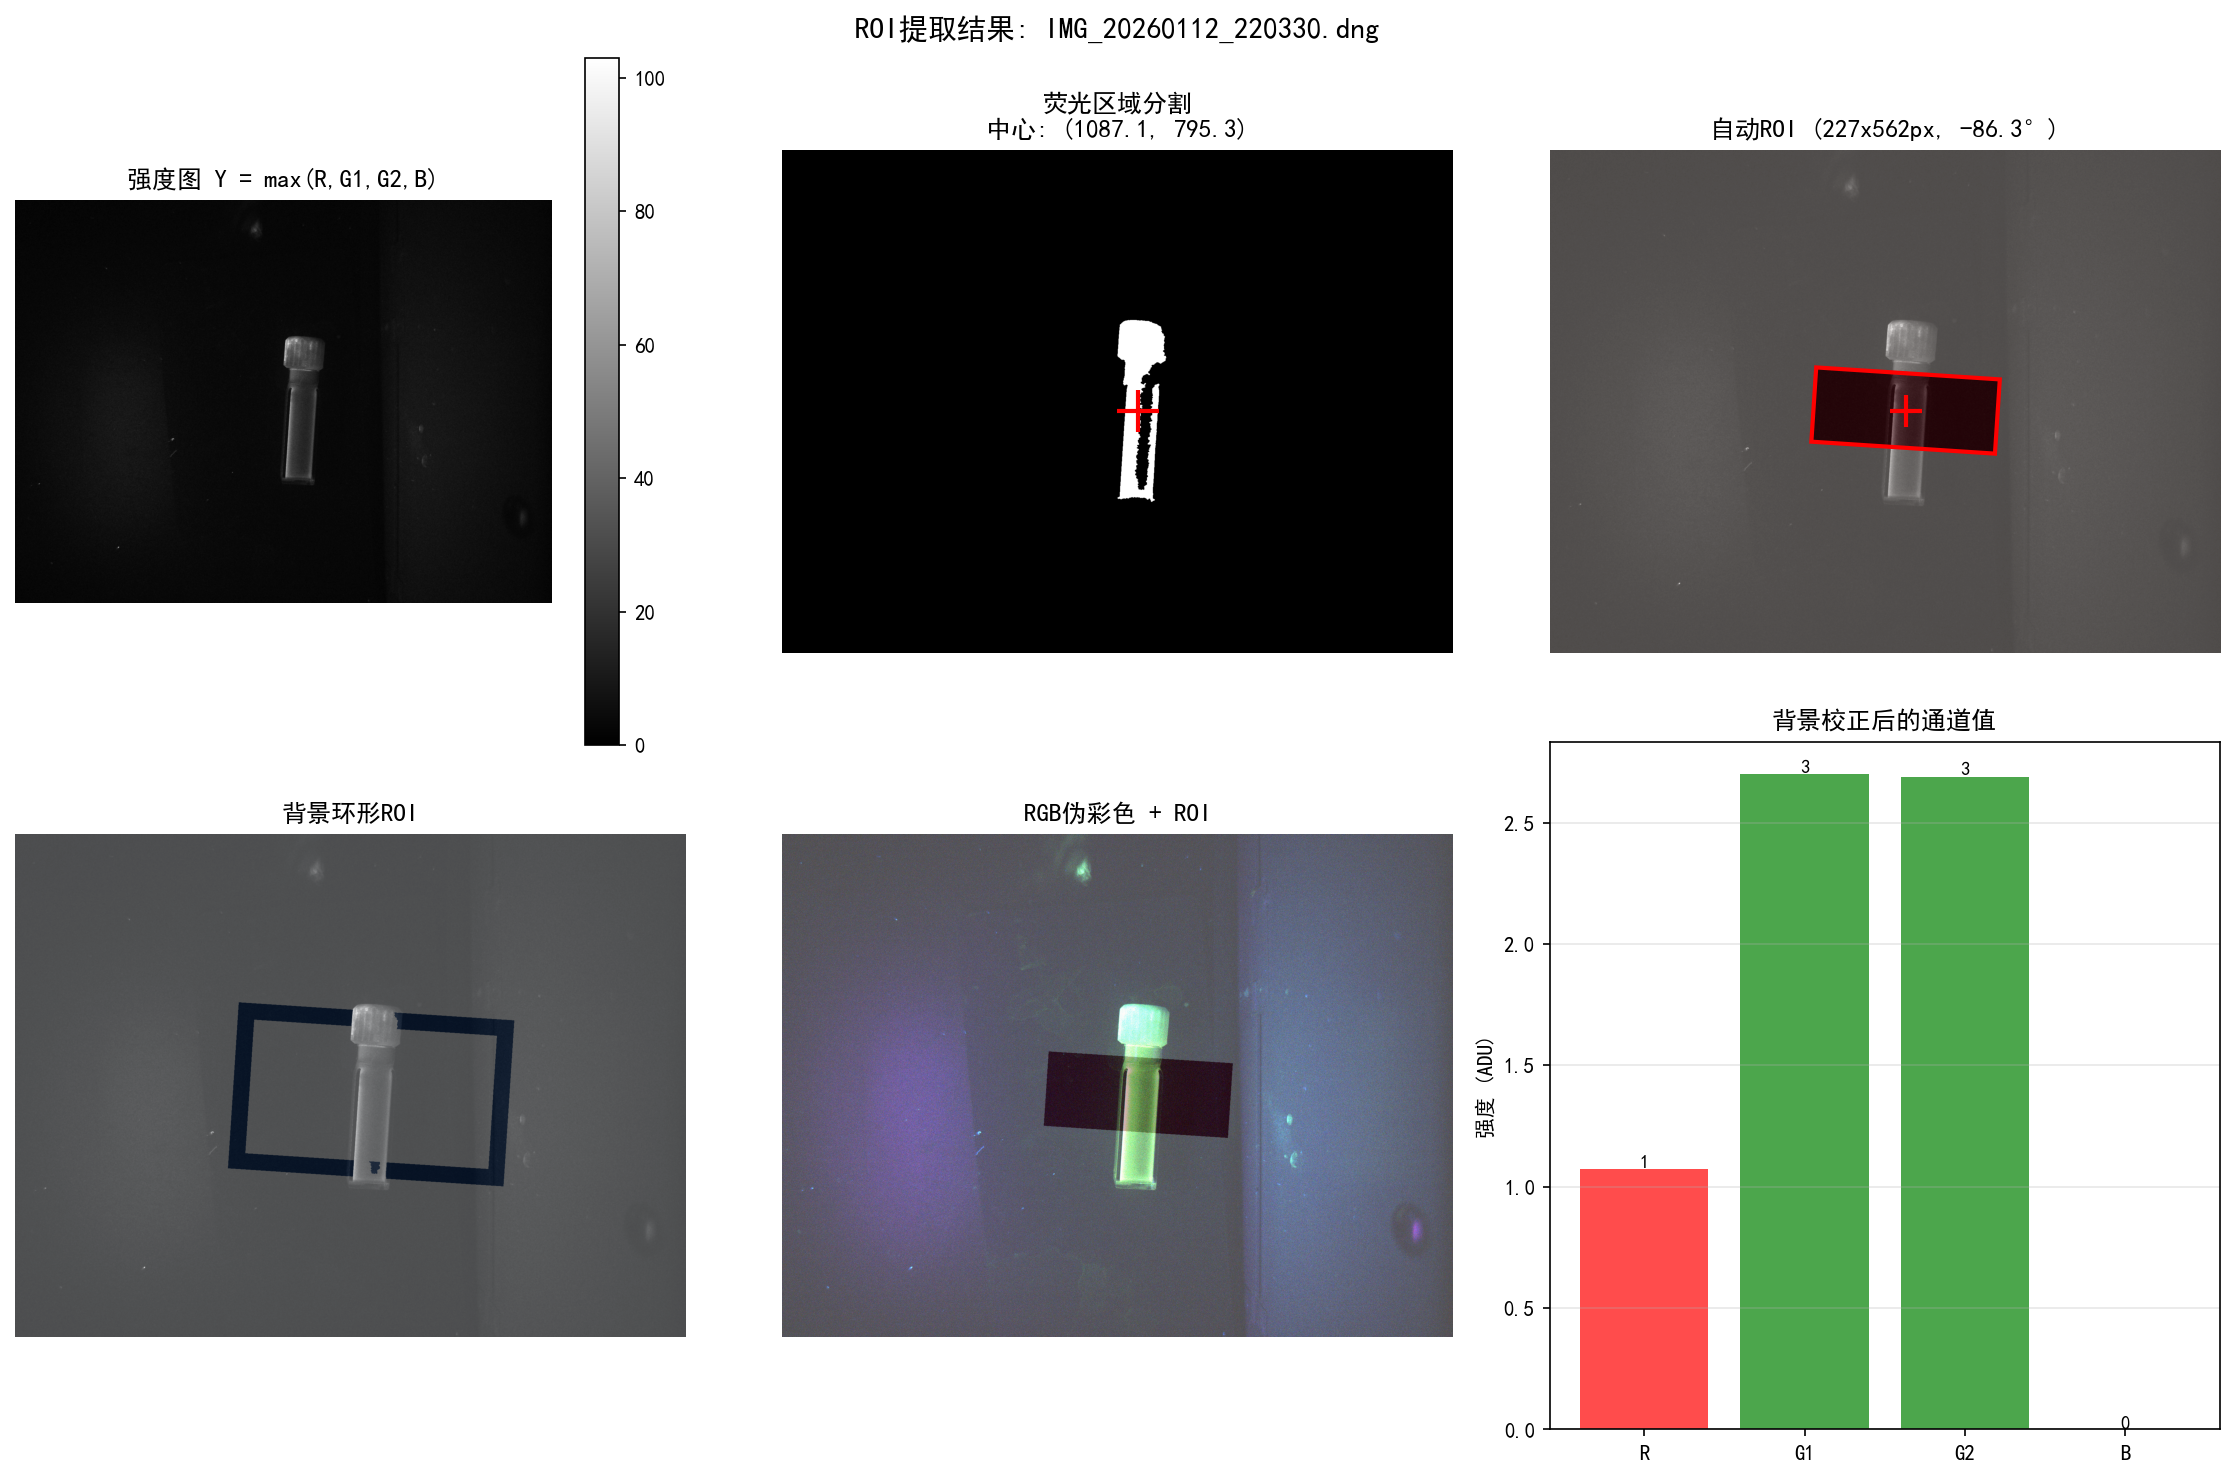 ROI提取结果: IMG_20260112_220330.dng
强度图 Y = max(R,G1,G2,B)
100
80
60
40
20
0
荧光区域分割
中心: (1087.1, 795.3)
自动ROI (227x562px, -86.3°)
背景环形ROI
RGB伪彩色 + ROI
背景校正后的通道值
强度 (ADU)
2.5
2.0
1.5
1.0
0.5
0.0
1
3
3
0
R
G1
G2
B